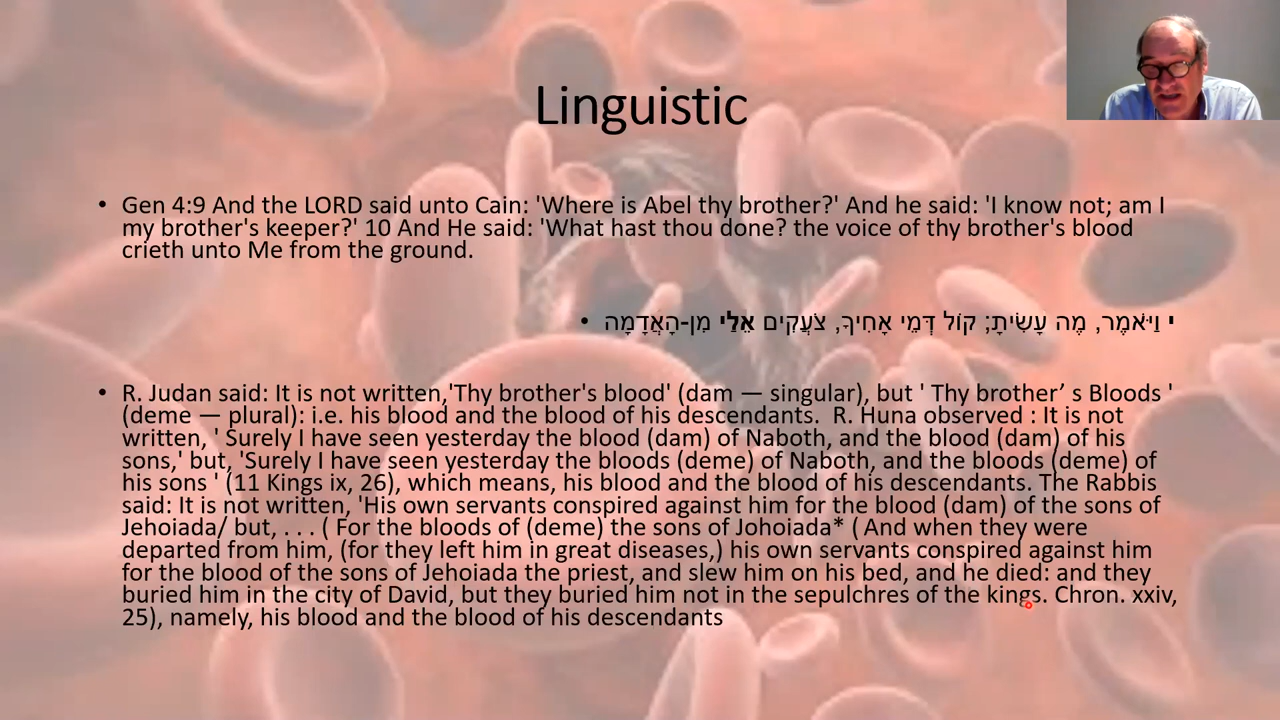 Linguistic
• Gen 4:9 And the LORD said unto Cain: 'Where is Abel thy brother?' And he said: 'I know not; am I
my brother's keeper?' 10 And He said: 'What hast thou done? the voice of thy brother's blood
crieth unto Me from the ground.
• י וַיֹּאמֶר, מֶה עָשִׂיתָ; קוֹל דְּמֵי אָחִיךָ, צֹעֲקִים אֵלַי מִן-הָאֲדָמָה
• R. Judan said: It is not written,'Thy brother's blood' (dam — singular), but ' Thy brother’ s Bloods '
(deme — plural): i.e. his blood and the blood of his descendants.  R. Huna observed : It is not
written, ' Surely I have seen yesterday the blood (dam) of Naboth, and the blood (dam) of his
sons,' but, 'Surely I have seen yesterday the bloods (deme) of Naboth, and the bloods (deme) of
his sons ' (11 Kings ix, 26), which means, his blood and the blood of his descendants. The Rabbis
said: It is not written, 'His own servants conspired against him for the blood (dam) of the sons of
Jehoiada/ but, . . . ( For the bloods of (deme) the sons of Johoiada* ( And when they were
departed from him, (for they left him in great diseases,) his own servants conspired against him
for the blood of the sons of Jehoiada the priest, and slew him on his bed, and he died: and they
buried him in the city of David, but they buried him not in the sepulchres of the kings. Chron. xxiv,
25), namely, his blood and the blood of his descendants